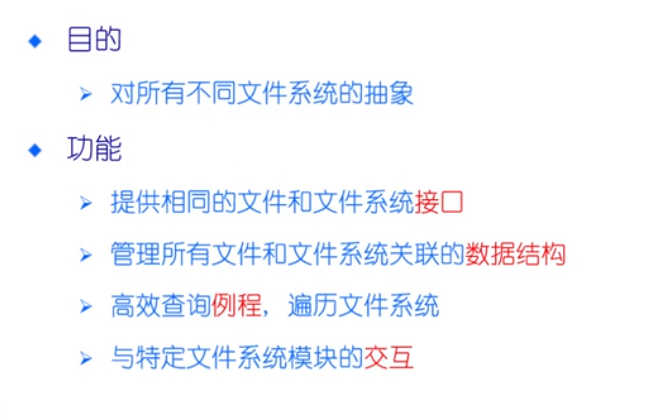 目的
对所有不同文件系统的抽象
功能
提供相同的文件和文件系统接口
管理所有文件和文件系统关联的数据结构
高效查询例程，遍历文件系统
与特定文件系统模块的交互